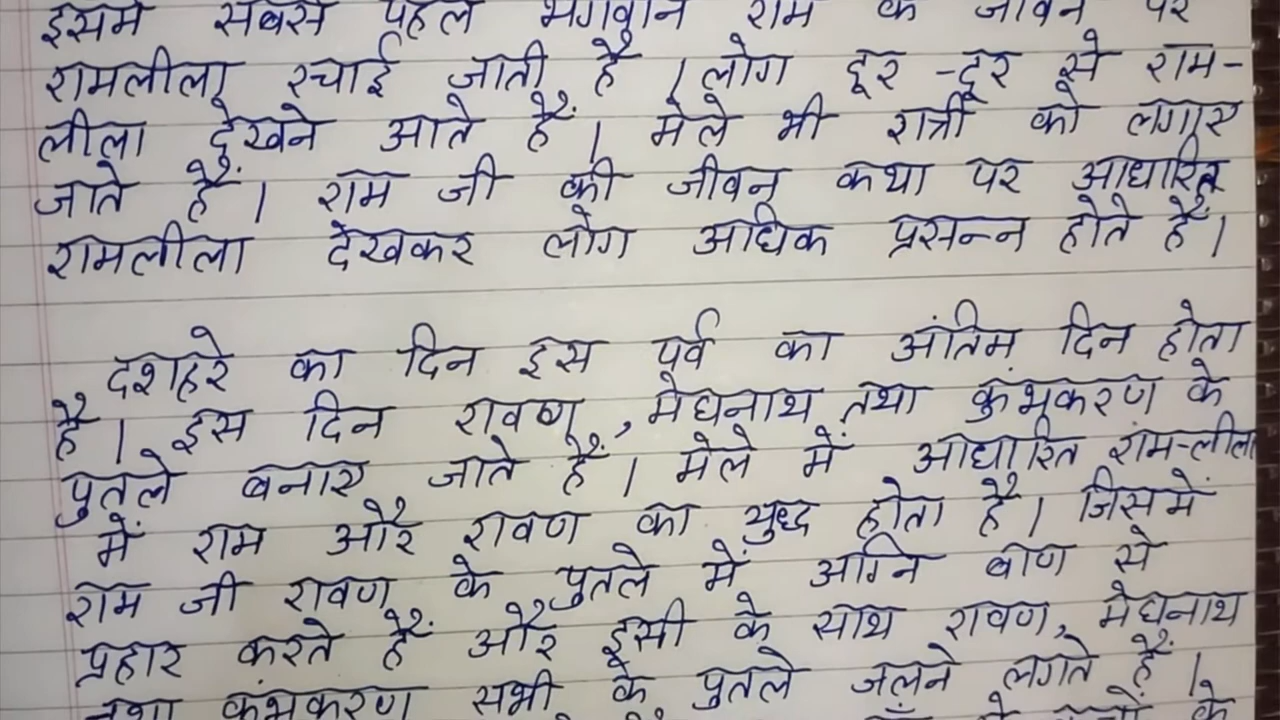 इसमें सबसे पहले भगवान राम के जीवन पर
रामलीला रचाई जाती है । लोग दूर -दूर से राम-
लीला देखने आते हैं । मेले भी रात्री को लगाए
जाते हैं । राम जी की जीवन कथा पर आधारित
रामलीला देखकर लोग अधिक प्रसन्न होते हैं ।
दशहरे का दिन इस पर्व का अंतिम दिन होता
है । इस दिन रावण , मेघनाथ तथा कुंभकरण के
पुतले बनाए जाते हैं । मेले में आधारित राम-लीला
में राम और रावण का युद्ध होता है । जिसमें
राम जी रावण के पुतले में अग्नि बाण से
प्रहार करते हैं और इसी के साथ रावण, मेघनाथ
तथा कुंभकरण सभी के पुतले जलने लगते हैं ।